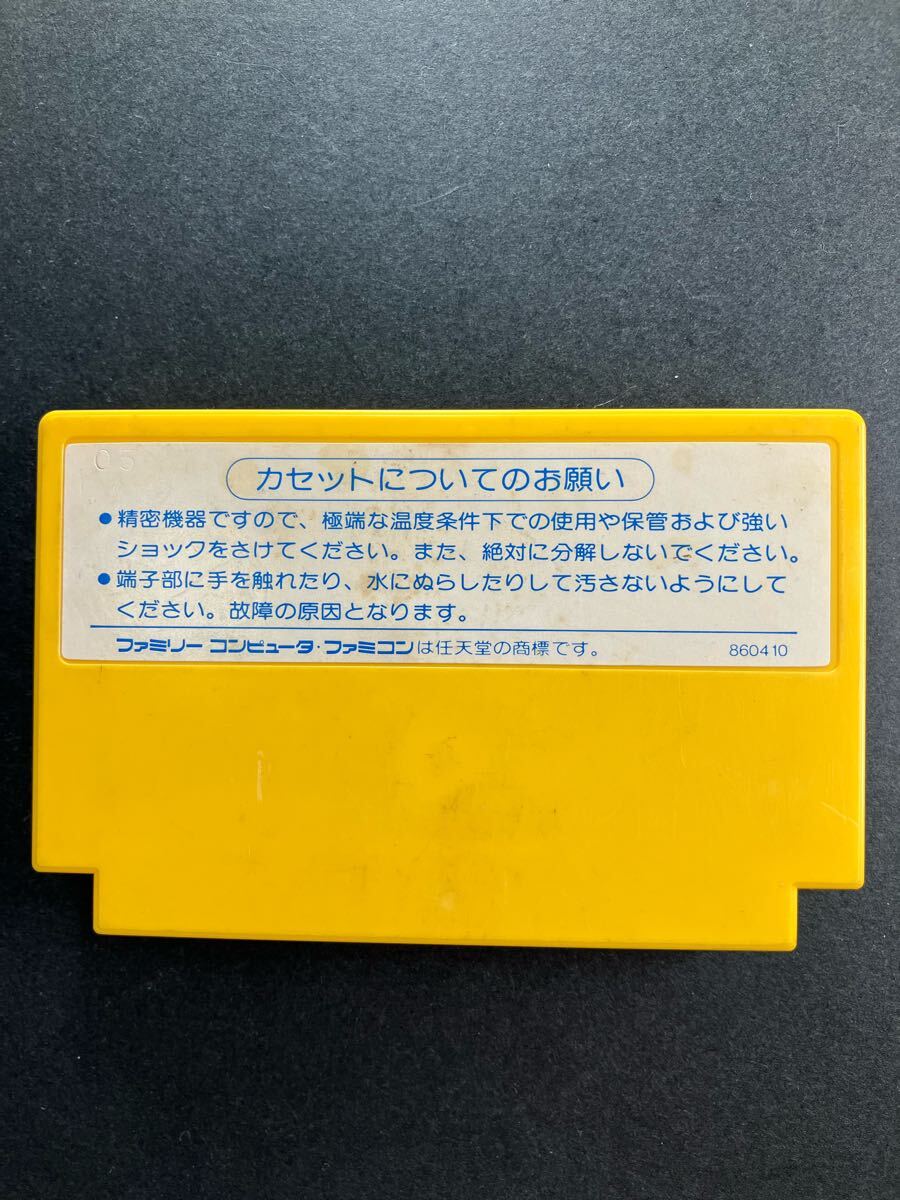 05
カセットについてのお願い
●精密機器ですので、極端な温度条件下での使用や保管および強い
ショックをさけてください。また、絶対に分解しないでください。
●端子部に手を触れたり、水にぬらしたりして汚さないようにして
ください。故障の原因となります。
ファミリー コンピュータ・ファミコンは任天堂の商標です。 860410